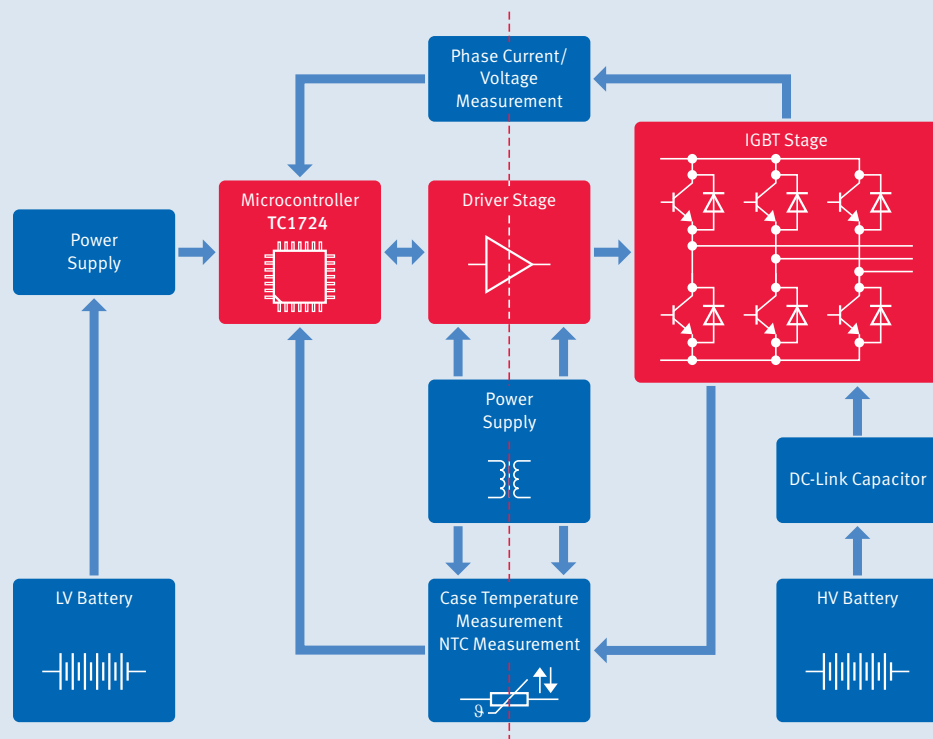 Phase Current/
Voltage
Measurement
IGBT Stage
Microcontroller
TC1724
Driver Stage
Power
Supply
Power
Supply
DC-Link Capacitor
LV Battery
Case Temperature
Measurement
NTC Measurement
ϑ
HV Battery